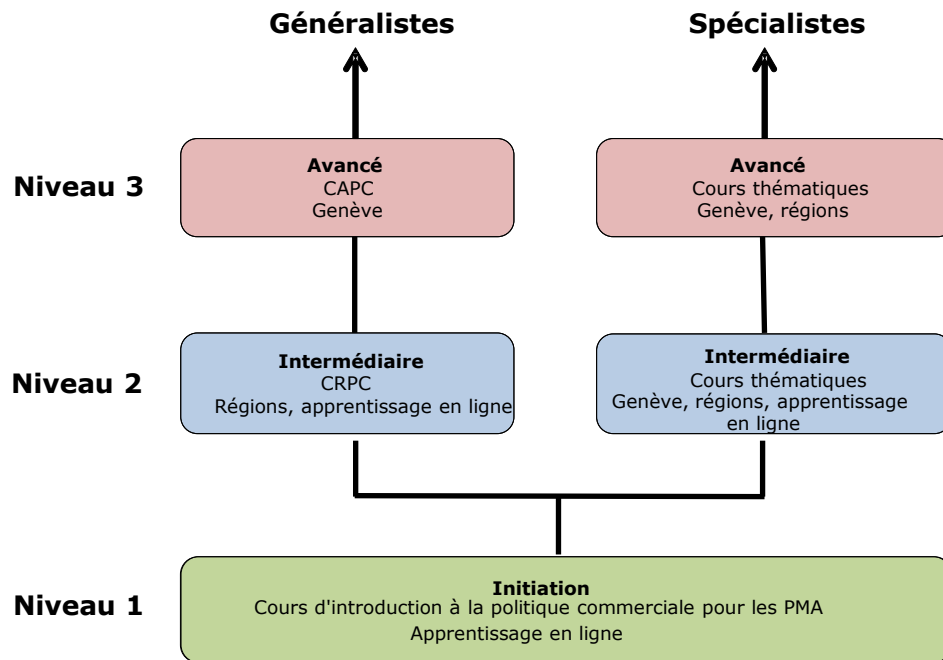 Généralistes
Spécialistes
Niveau 3
Avancé
CAPC
Genève
Avancé
Cours thématiques
Genève, régions
Niveau 2
Intermédiaire
CRPC
Régions, apprentissage en ligne
Intermédiaire
Cours thématiques
Genève, régions, apprentissage
en ligne
Niveau 1
Initiation
Cours d'introduction à la politique commerciale pour les PMA
Apprentissage en ligne